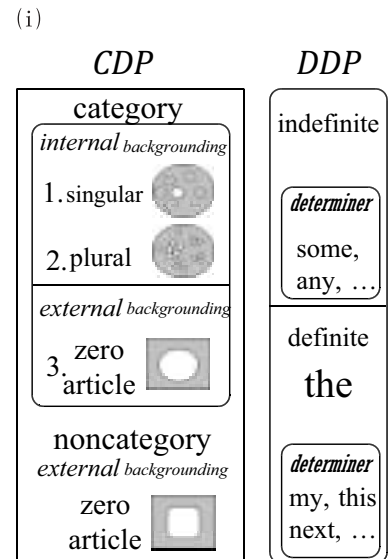 (i)
CDP
category
internal backgrounding
1. singular
2. plural
external backgrounding
3. zero
article
noncategory
external backgrounding
zero
article
DDP
indefinite
determiner
some,
any, …
definite
the
determiner
my, this
next, …